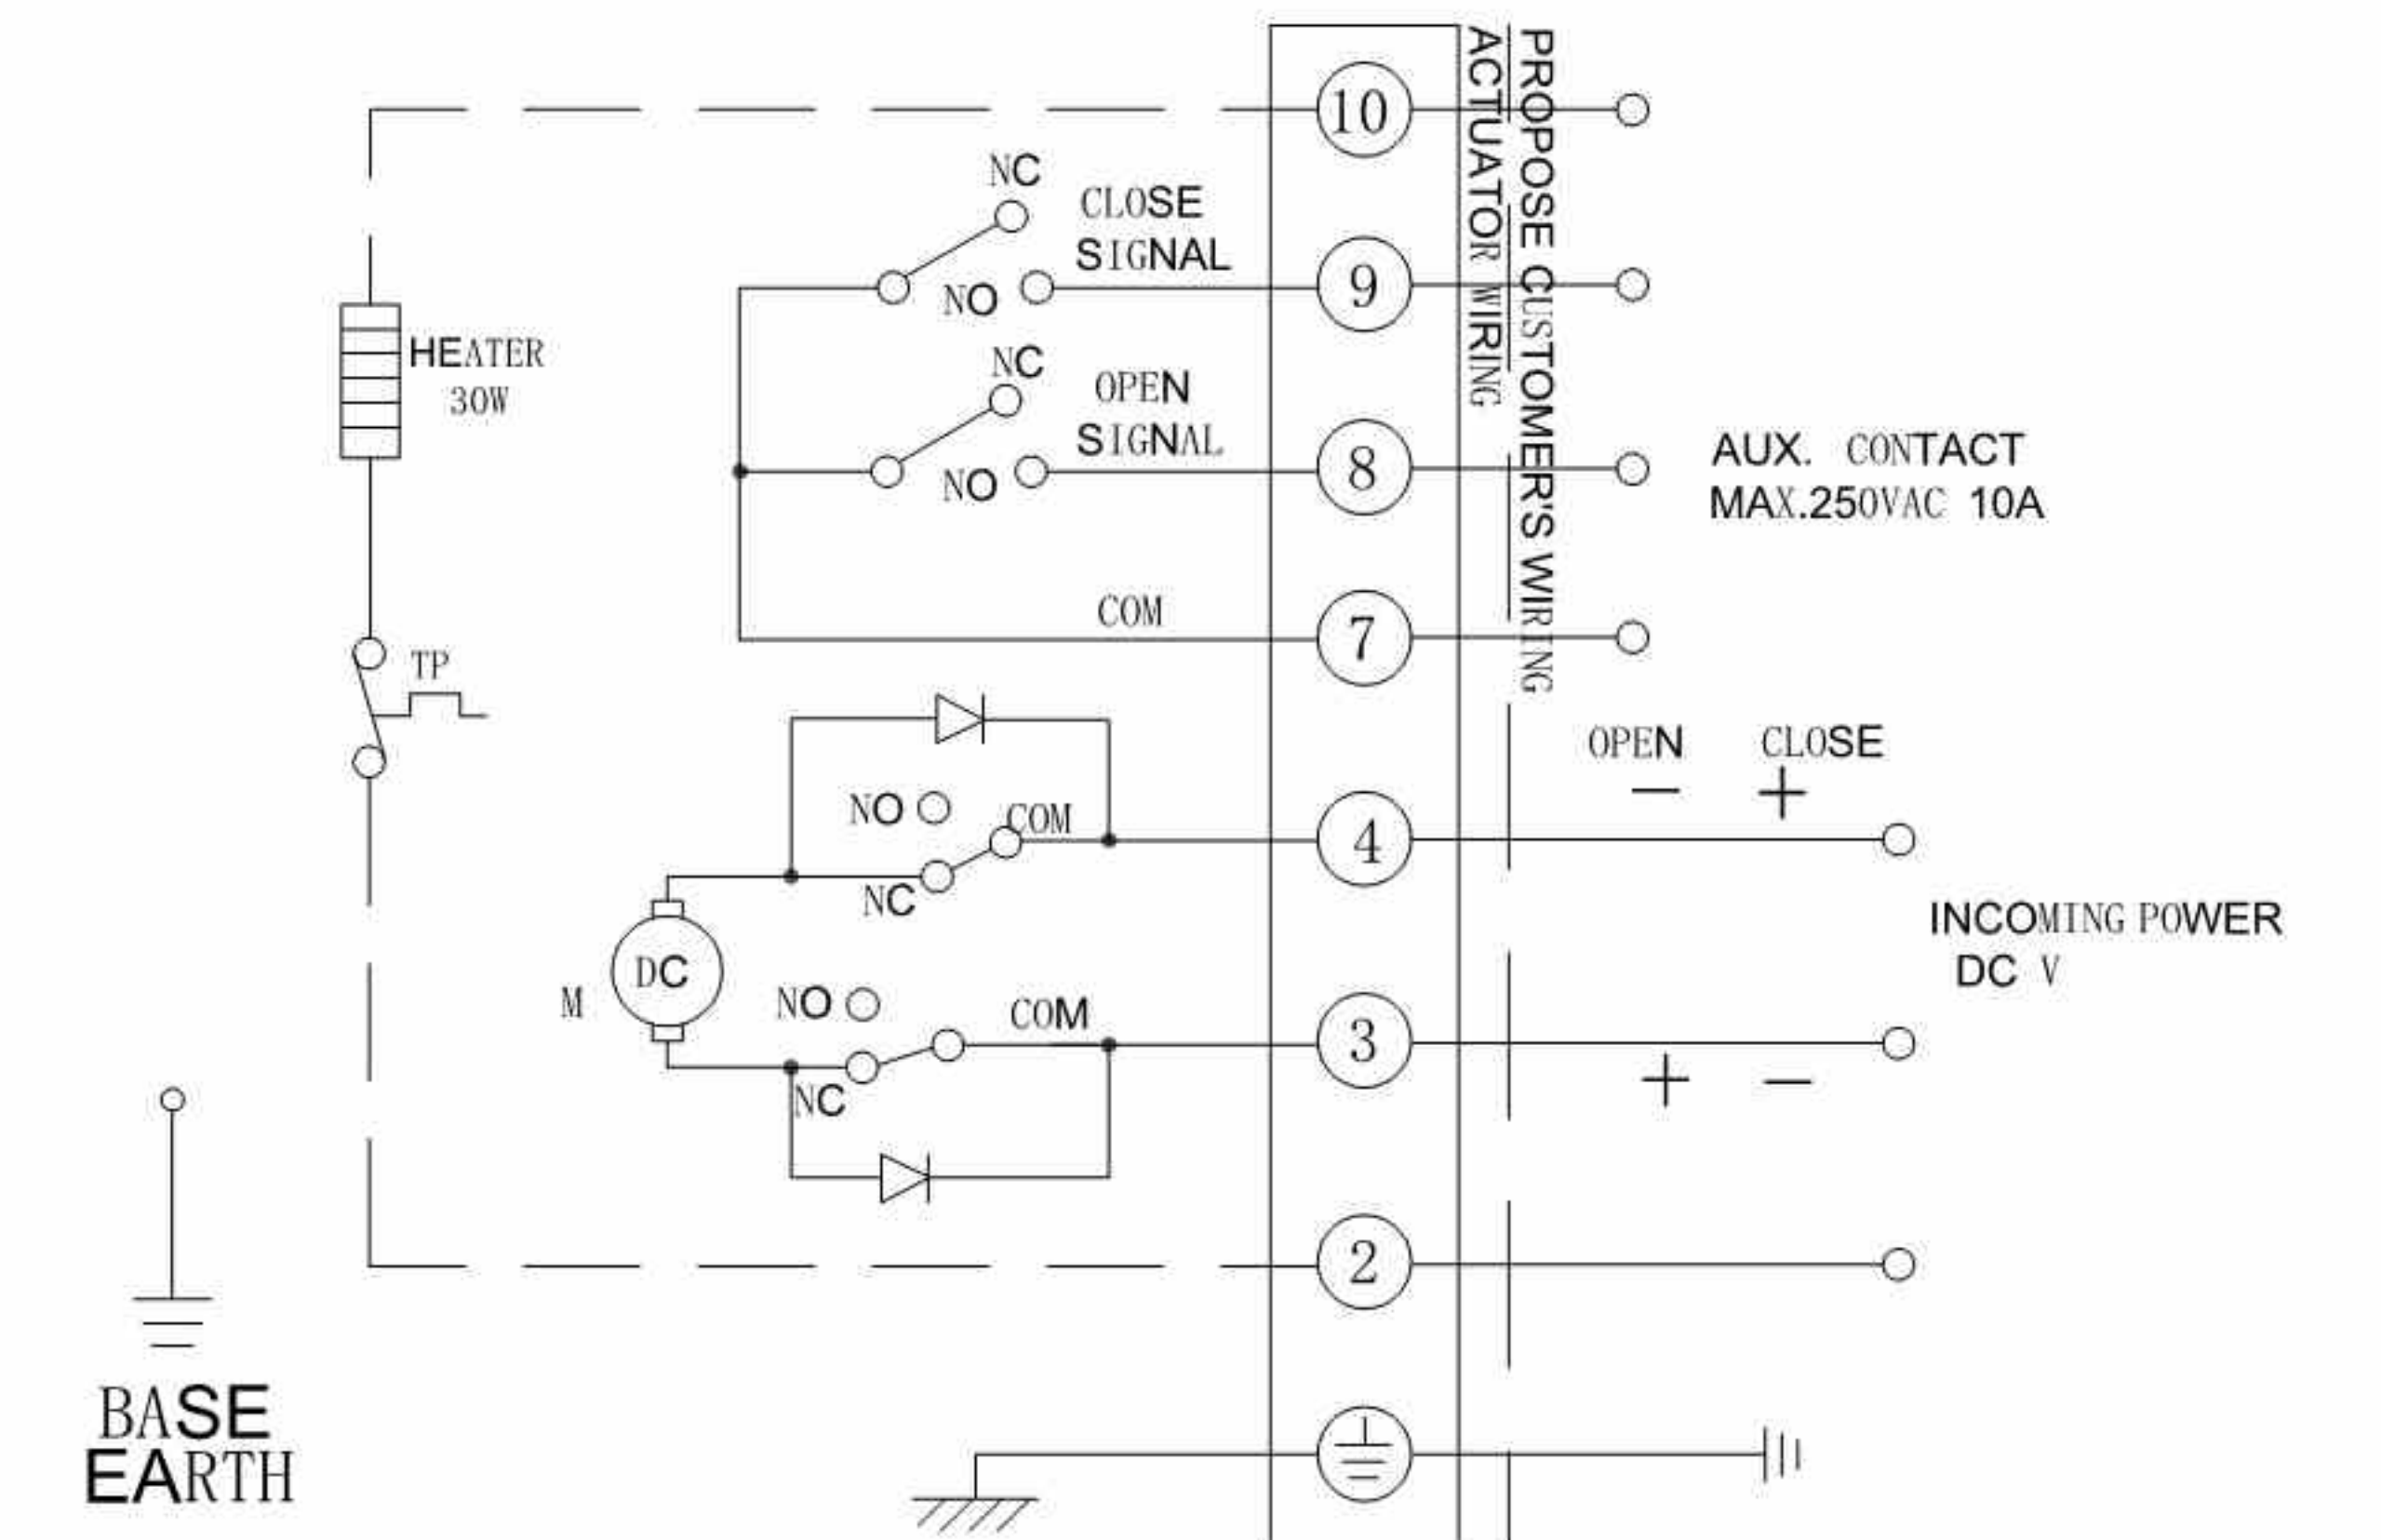 PROPOSE CUSTOMER'S WIRING
ACTUATOR WIRING
10
NC
CLOSE
SIGNAL
NO
9
HEATER
30W
NC
OPEN
SIGNAL
NO
8
AUX. CONTACT
MAX.250VAC 10A
COM
7
TP
OPEN CLOSE
− +
NO
COM
4
NC
INCOMING POWER
DC V
DC
M
NO
COM
3
+ −
NC
2
BASE
EARTH